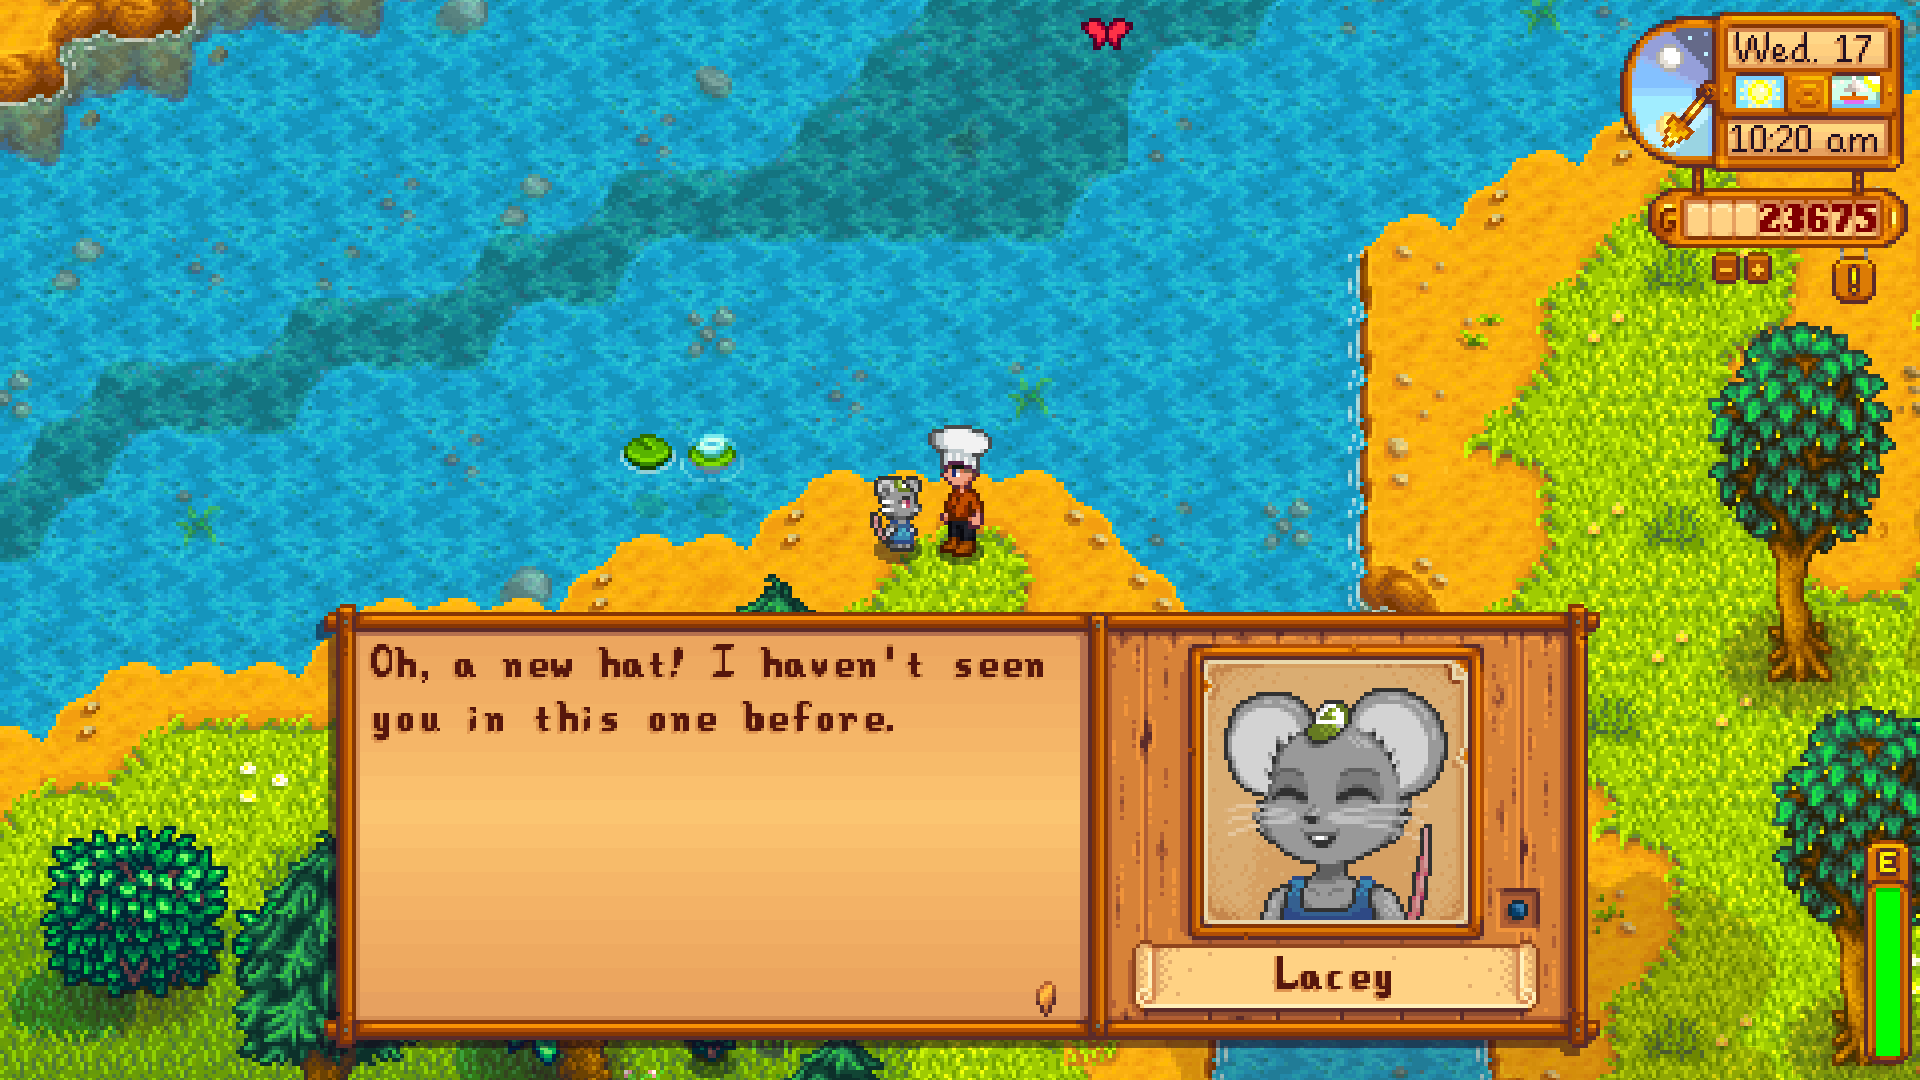 Wed. 17
10:20 am
G 23675
!
Oh, a new hat! I haven't seen
you in this one before.
Lacey
E